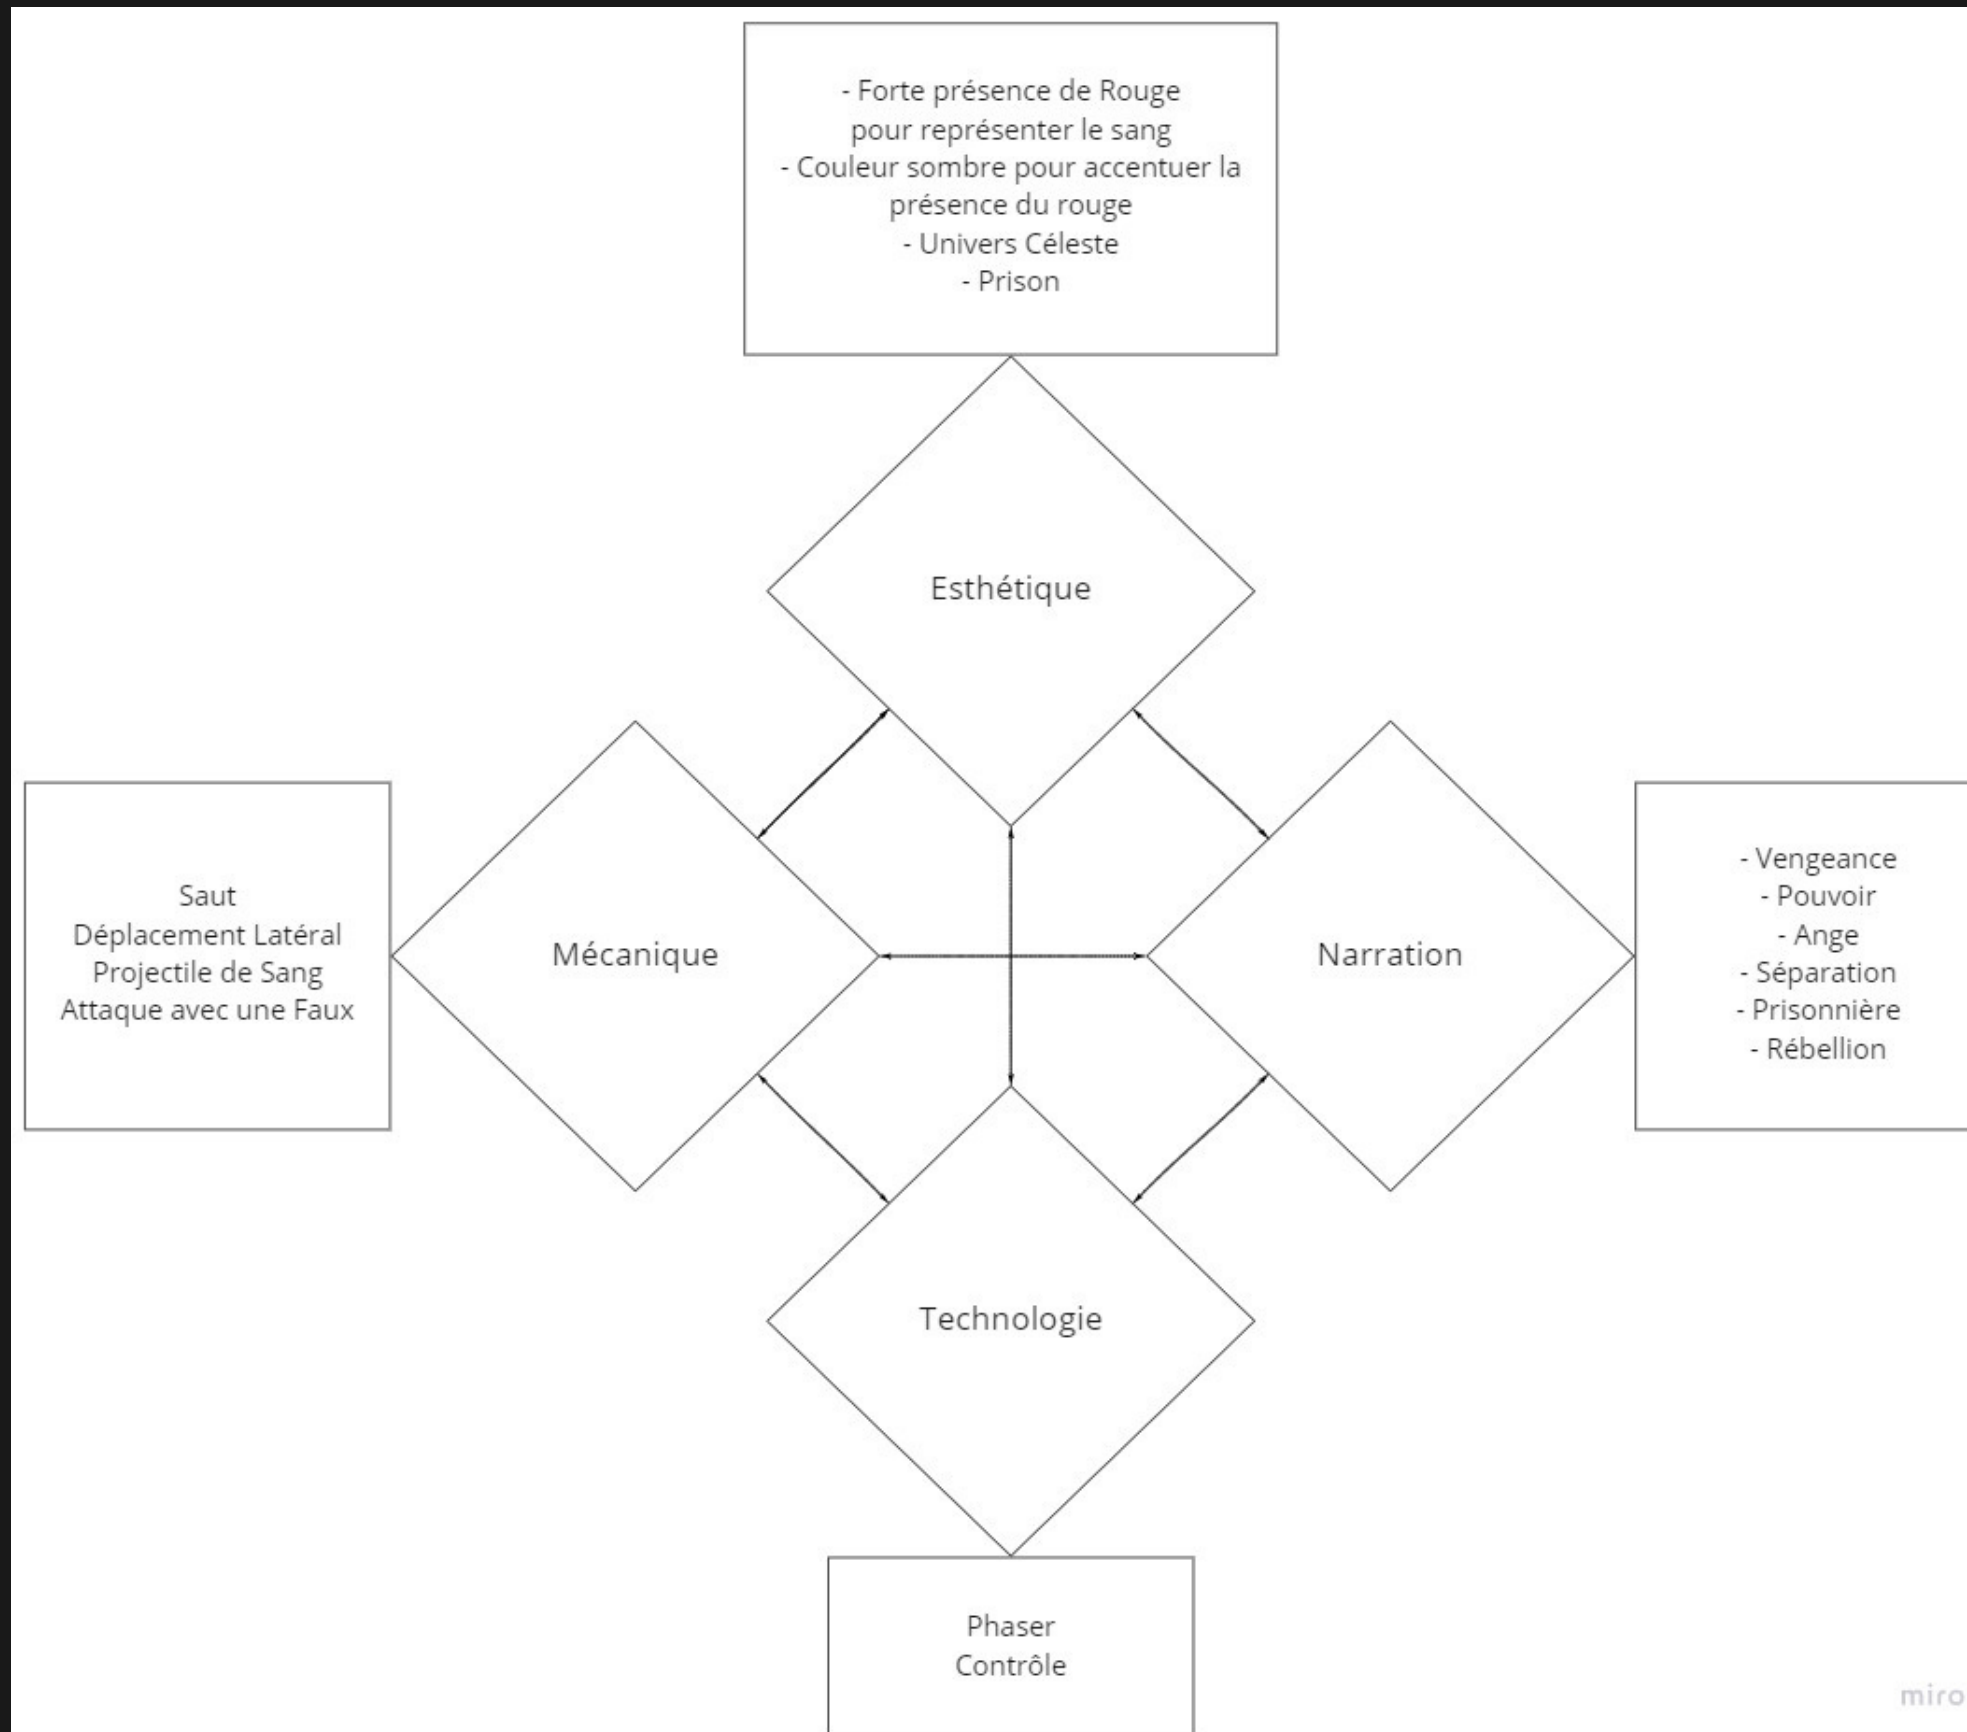 - Forte présence de Rouge
pour représenter le sang
- Couleur sombre pour accentuer la
présence du rouge
- Univers Céleste
- Prison
Esthétique
Saut
Déplacement Latéral
Projectile de Sang
Attaque avec une Faux
Mécanique
Narration
- Vengeance
- Pouvoir
- Ange
- Séparation
- Prisonnière
- Rébellion
Technologie
Phaser
Contrôle
miro